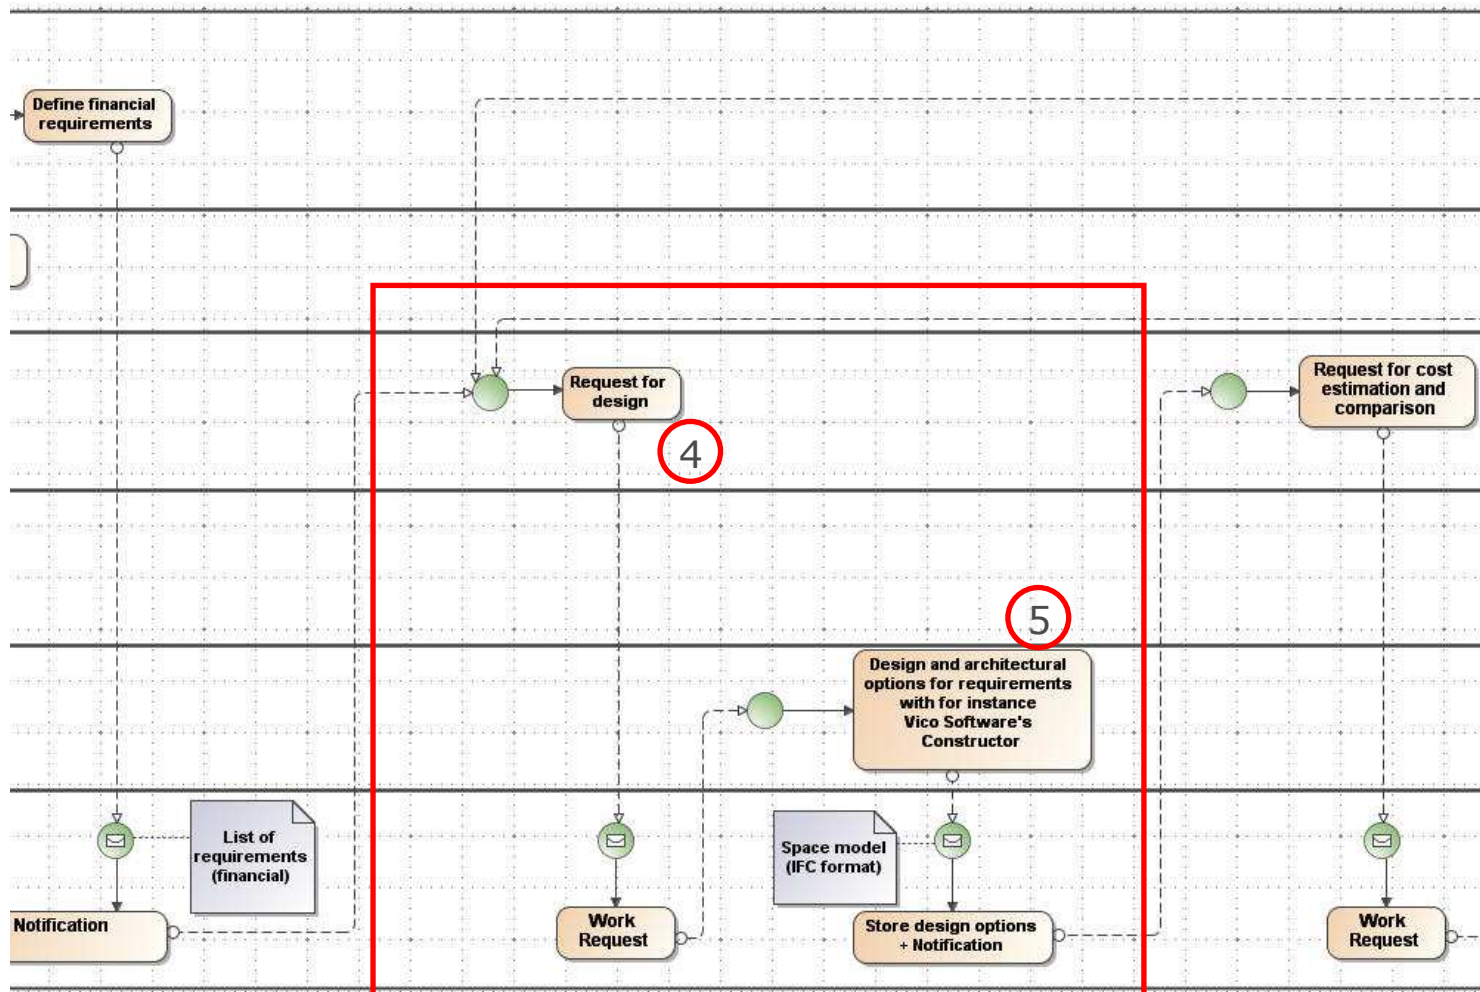 Define financial
requirements
Request for
design
4
Request for cost
estimation and
comparison
5
Design and architectural
options for requirements
with for instance
Vico Software's
Constructor
List of
requirements
(financial)
Space model
(IFC format)
Notification
Work
Request
Store design options
+ Notification
Work
Request